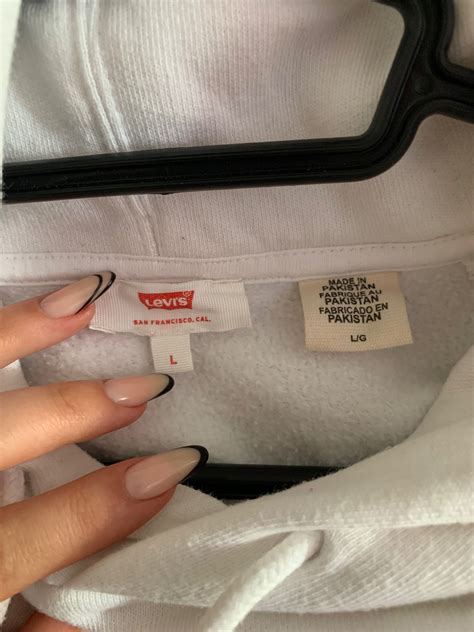 LEVI'S
SAN FRANCISCO, CAL.
L
MADE IN
PAKISTAN
FABRIQUE AU
PAKISTAN
FABRICADO EN
PAKISTAN
L/G